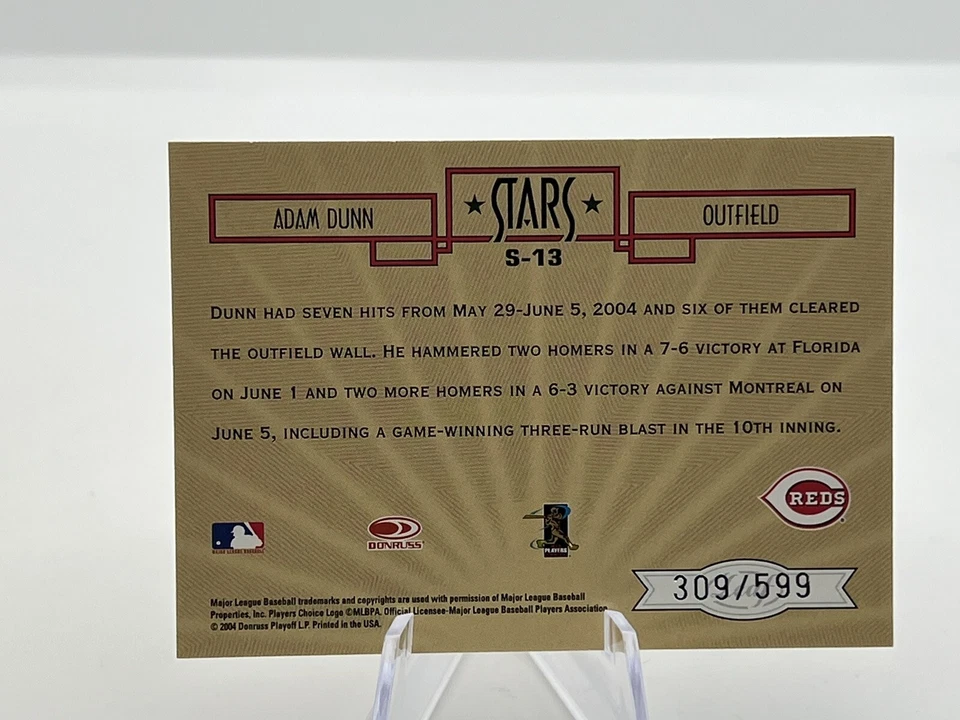 ADAM DUNN
STARS
OUTFIELD
S-13
DUNN HAD SEVEN HITS FROM MAY 29-JUNE 5, 2004 AND SIX OF THEM CLEARED
THE OUTFIELD WALL. HE HAMMERED TWO HOMERS IN A 7-6 VICTORY AT FLORIDA
ON JUNE 1 AND TWO MORE HOMERS IN A 6-3 VICTORY AGAINST MONTREAL ON
JUNE 5, INCLUDING A GAME-WINNING THREE-RUN BLAST IN THE 10TH INNING.
REDS
MAJOR LEAGUE BASEBALL
DONRUSS
PLAYERS
309/599
Major League Baseball trademarks and copyrights are used with permission of Major League Baseball
Properties, Inc. Players Choice Logo ©MLBPA. Official Licensee-Major League Baseball Players Association.
© 2004 Donruss Playoff L.P. Printed in the USA.